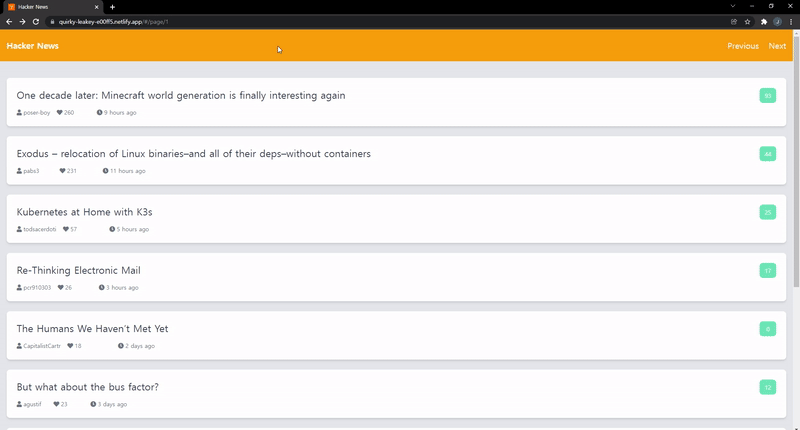 Hacker News
quirky-leakey-e00ff5.netlify.app/#/page/1
Hacker News
Previous Next
One decade later: Minecraft world generation is finally interesting again
93
poser-boy 260 9 hours ago
Exodus – relocation of Linux binaries–and all of their deps–without containers
44
pabs3 231 11 hours ago
Kubernetes at Home with K3s
25
todsacerdoti 57 5 hours ago
Re-Thinking Electronic Mail
17
pcr910303 26 3 hours ago
The Humans We Haven't Met Yet
CapitalistCartr 18 2 days ago
But what about the bus factor?
12
agustif 23 3 days ago